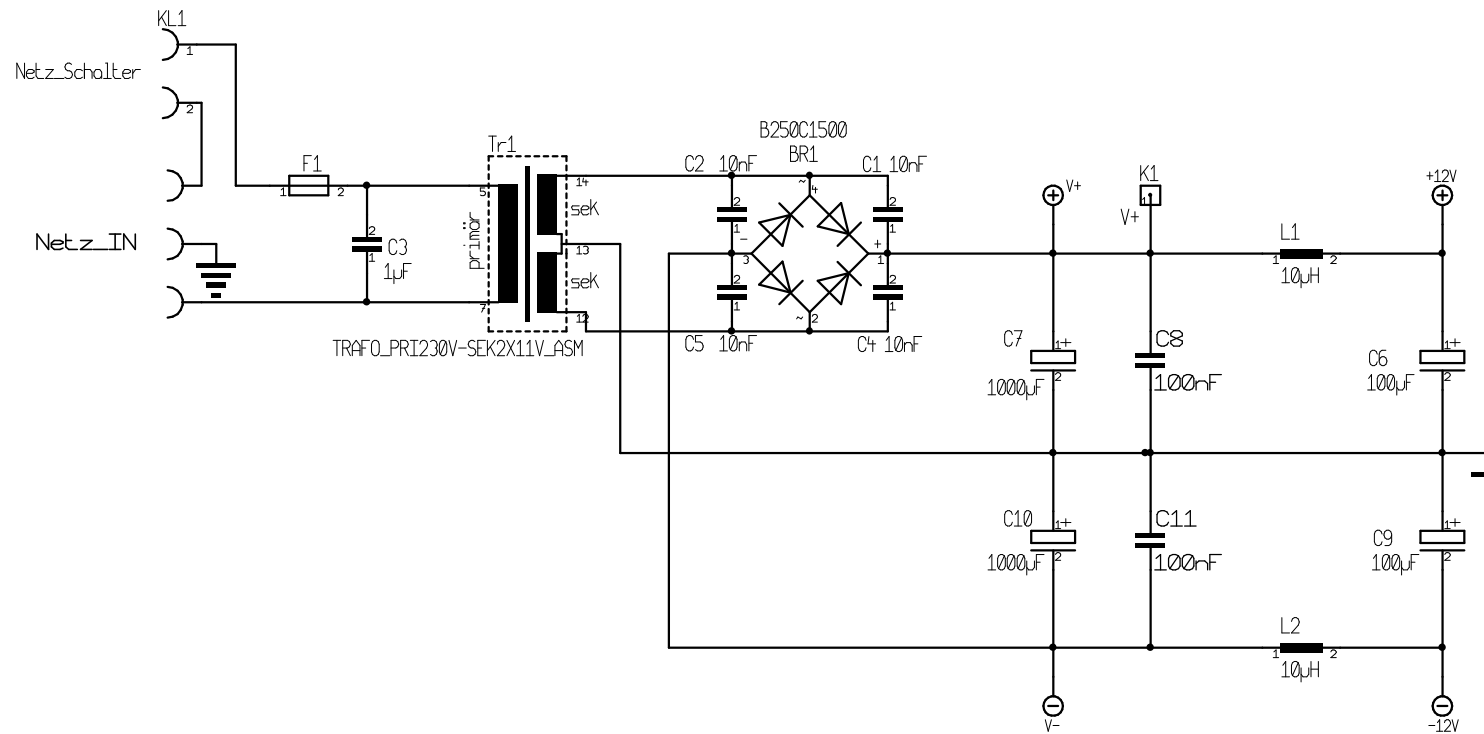 KL1
1
Netz_Schalter
2
Netz_IN
F1
1
2
2
C3
1
1µF
Tr1
5
7
primär
14
sek
13
sek
12
TRAFO_PRI230V-SEK2X11V_ASM
B250C1500
BR1
C2 10nF
C1 10nF
~
4
2
1
2
1
-
3
+
1
2
1
2
1
~
2
C5 10nF
C4 10nF
V+
K1
1
V+
L1
1
2
10µH
+12V
C7
1+
1000µF
2
C8
100nF
C6
1+
100µF
2
C10
1+
1000µF
2
C11
100nF
C9
1+
100µF
2
L2
1
2
10µH
V-
-12V